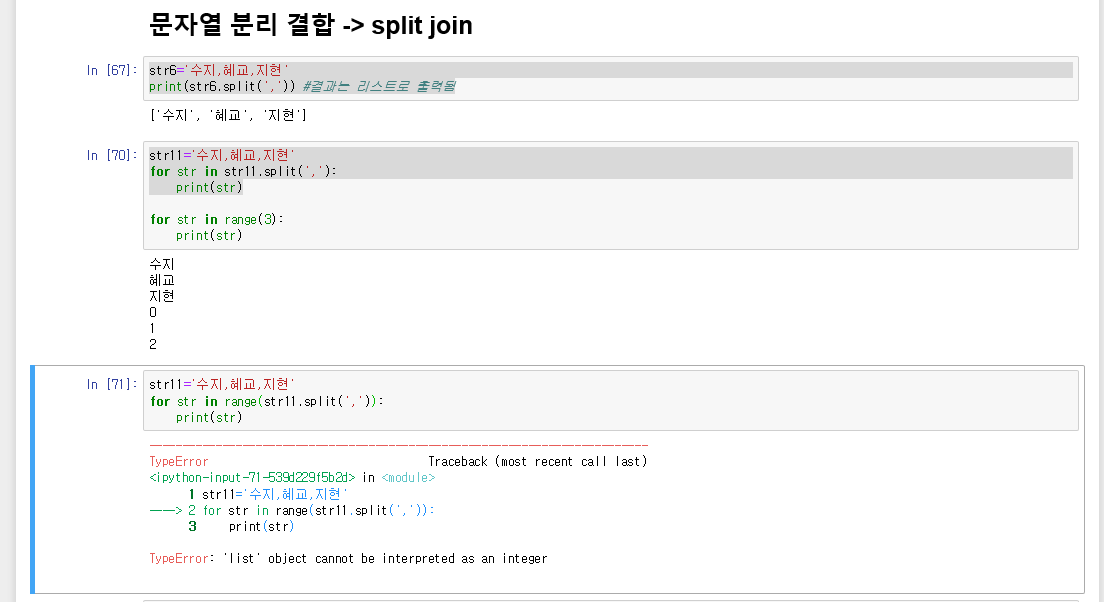 문자열 분리 결합 -> split join
In [67]: str6='수지,혜교,지현'
print(str6.split(',')) #결과는 리스트로 출력됨
['수지', '혜교', '지현']
In [70]: str11='수지,혜교,지현'
for str in str11.split(','):
    print(str)
for str in range(3):
    print(str)
수지
혜교
지현
0
1
2
In [71]: str11='수지,혜교,지현'
for str in range(str11.split(',')):
    print(str)
---------------------------------------------------------------------------
TypeError                                 Traceback (most recent call last)
<ipython-input-71-539d229f5b2d> in <module>
      1 str11='수지,혜교,지현'
----> 2 for str in range(str11.split(',')):
      3     print(str)
TypeError: 'list' object cannot be interpreted as an integer